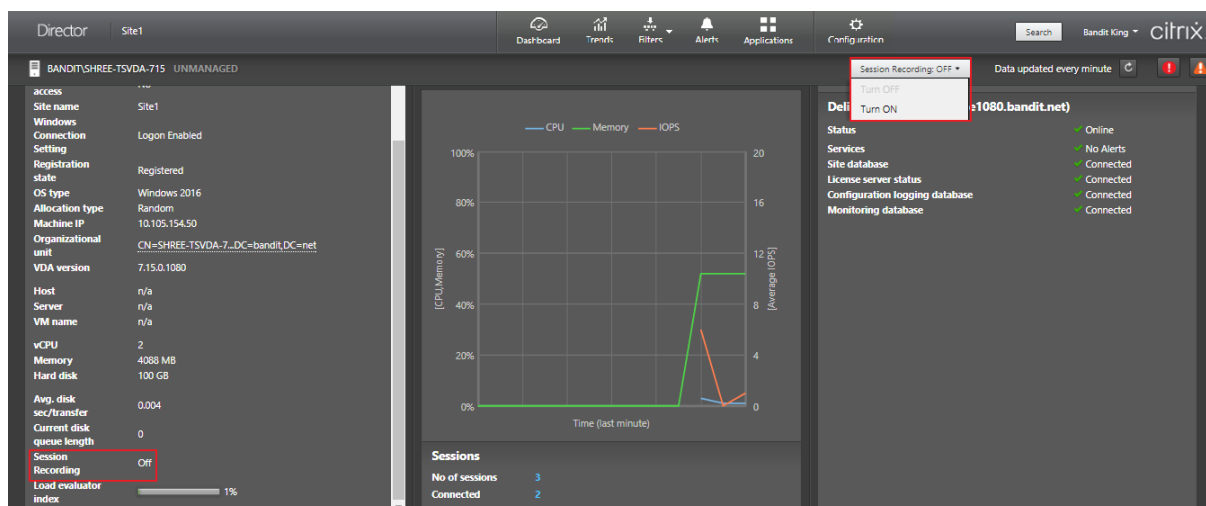 Director Site1 Dashboard Trends Filters Alerts Applications Configuration Search Bandit King citrix
BANDIT\SHREE-TSVDA-715 UNMANAGED Session Recording: OFF Data updated every minute
Turn OFF
Turn ON
access
Site name Site1
Windows
Connection Logon Enabled
Setting
Registration
state Registered
OS type Windows 2016
Allocation type Random
Machine IP 10.105.154.50
Organizational
unit CN=SHREE-TSVDA-7...DC=bandit,DC=net
VDA version 7.15.0.1080
Host n/a
Server n/a
VM name n/a
vCPU 2
Memory 4088 MB
Hard disk 100 GB
Avg. disk
sec/transfer 0.004
Current disk
queue length 0
Session
Recording Off
Load evaluator
index 1%
CPU Memory IOPS
100% 20
80% 16
60% 12
40% 8
20% 4
0% 0
[CPU,Memory]
[Average IOPS]
Time (last minute)
Sessions
No of sessions 3
Connected 2
Deli e1080.bandit.net)
Status Online
Services No Alerts
Site database Connected
License server status Connected
Configuration logging database Connected
Monitoring database Connected